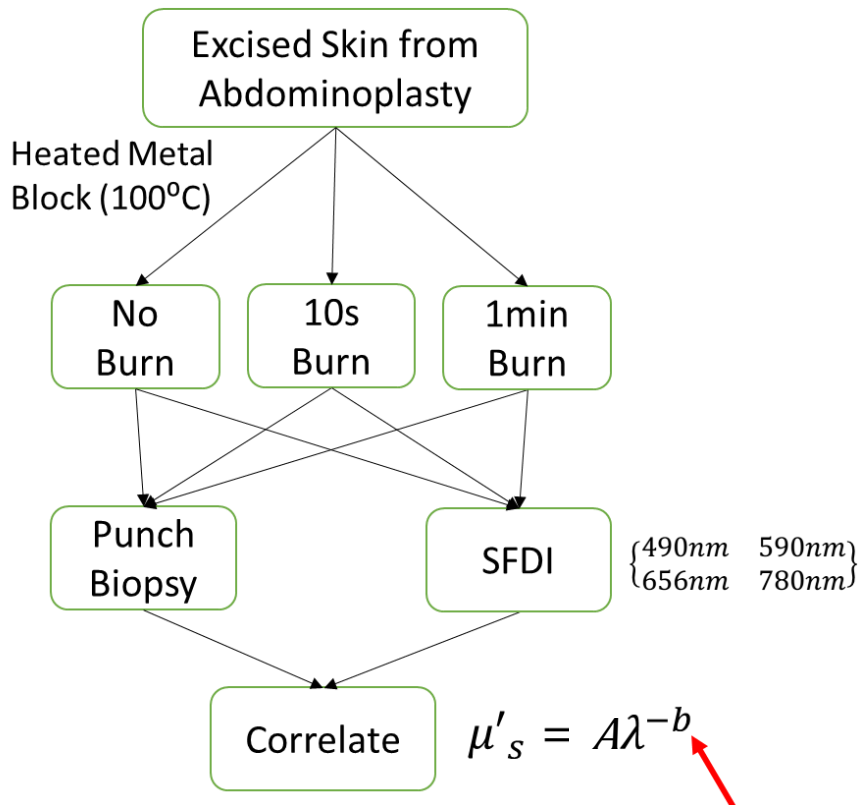 Excised Skin from
Abdominoplasty
Heated Metal
Block (100⁰C)
No
Burn
10s
Burn
1min
Burn
Punch
Biopsy
SFDI
{490nm 590nm
656nm 780nm}
Correlate
μ′ₛ = Aλ⁻ᵇ